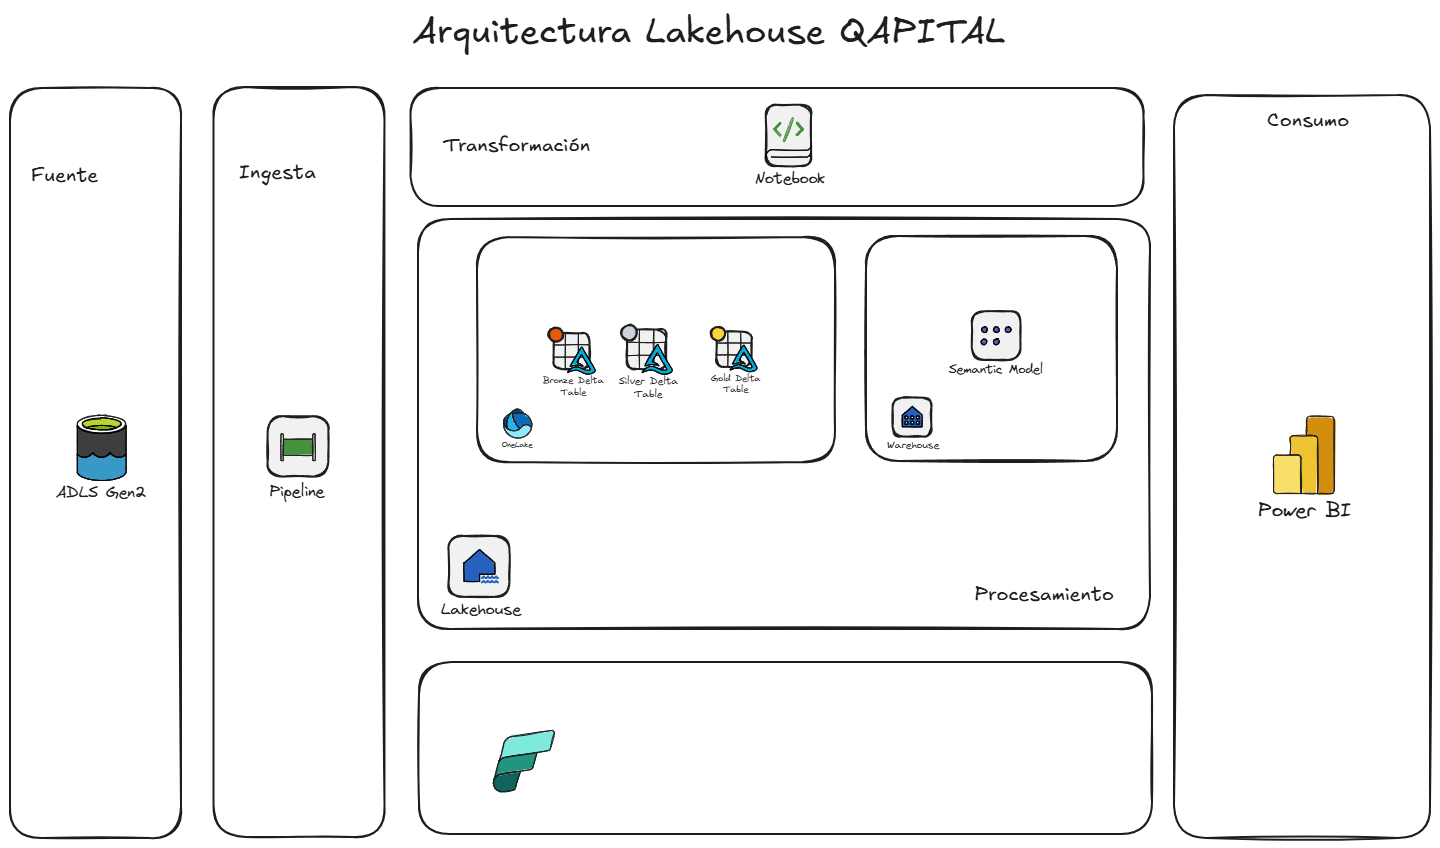 Arquitectura Lakehouse QAPITAL
Fuente
ADLS Gen2
Ingesta
Pipeline
Transformación
Notebook
Bronze Delta
Table
Silver Delta
Table
Gold Delta
Table
OneLake
Semantic Model
Warehouse
Lakehouse
Procesamiento
Consumo
Power BI